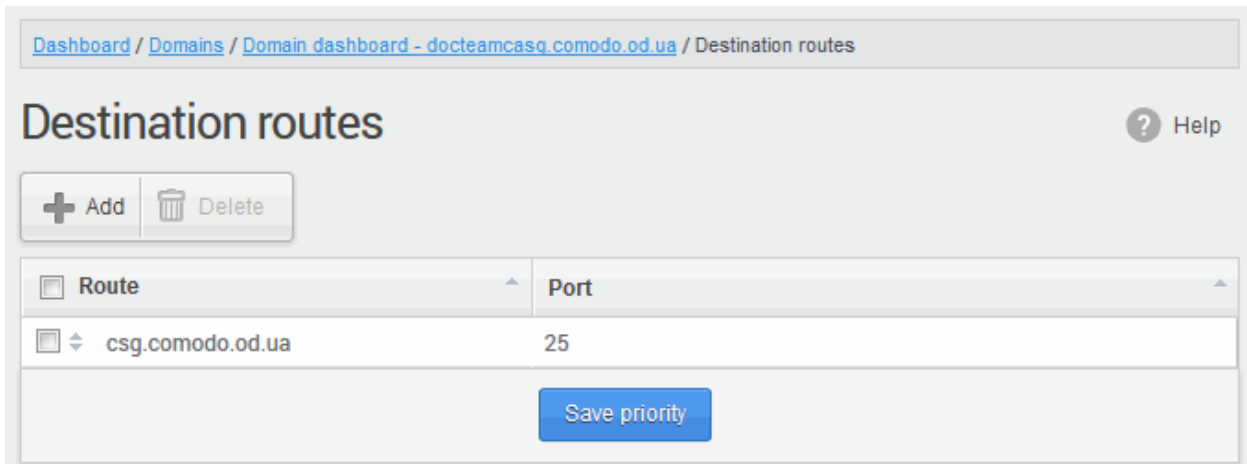 Dashboard / Domains / Domain dashboard - docteamcasg.comodo.od.ua / Destination routes
Destination routes
? Help
Add Delete
Route Port
csg.comodo.od.ua 25
Save priority